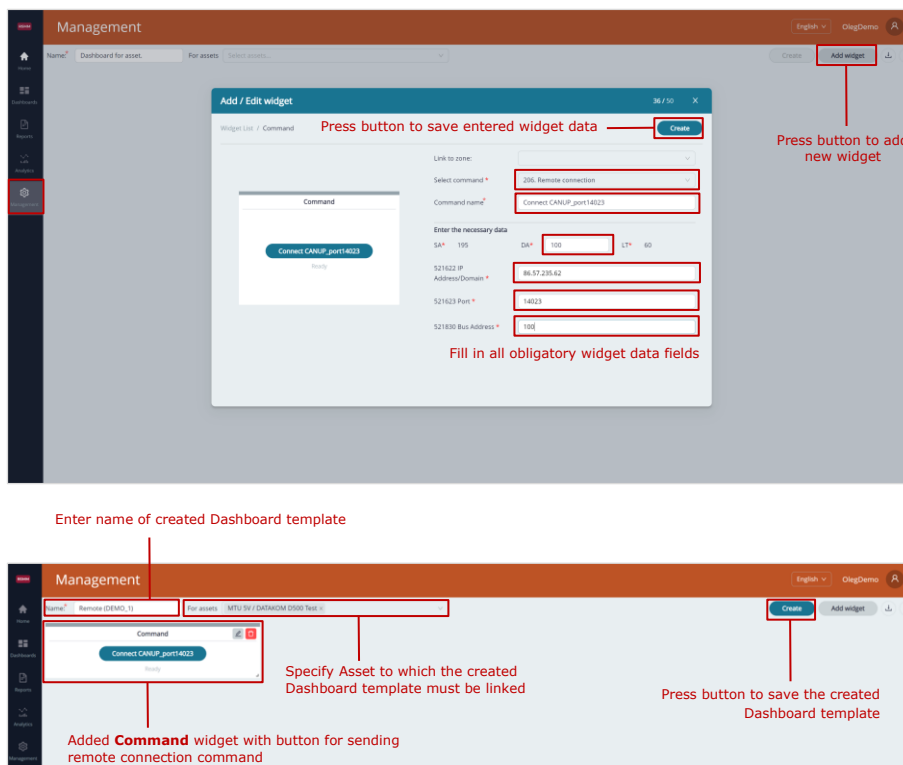 Management
English
OlegDemo
Home
Name:* Dashboard for asset. For assets Select assets... Create Add widget
Dashboards
Reports
Analytics
Management
Add / Edit widget 36 / 50 X
Widget List / Command Press button to save entered widget data Create
Press button to add
new widget
Link to zone:
Select command * 206. Remote connection
Command name* Connect CANUP_port14023
Command
Connect CANUP_port14023
Ready
Enter the necessary data
SA* 195 DA* 100 LT* 60
521622 IP
Address/Domain * 86.57.235.62
521623 Port * 14023
521830 Bus Address * 100
Fill in all obligatory widget data fields
Enter name of created Dashboard template
Management
English
OlegDemo
Home
Name:* Remote (DEMO_1) For assets MTU 5V / DATAKOM D500 Test × Create Add widget
Command
Connect CANUP_port14023
Ready
Dashboards
Reports
Analytics
Management
Specify Asset to which the created
Dashboard template must be linked
Press button to save the created
Dashboard template
Added Command widget with button for sending
remote connection command